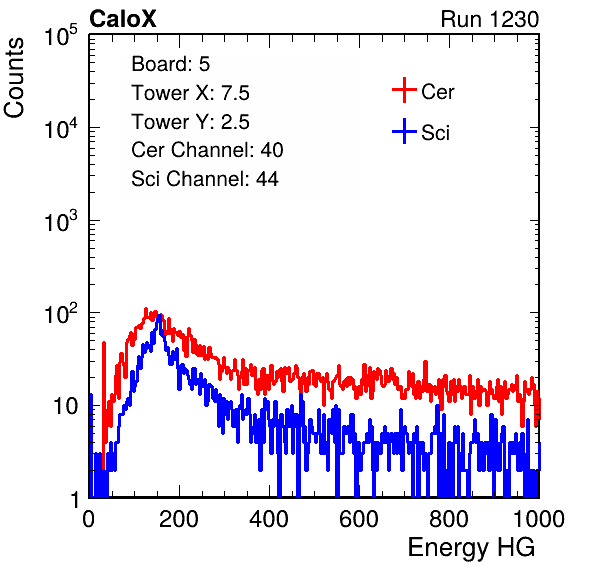 CaloX Run 1230
Counts
10^5
10^4
10^3
10^2
10
1
Board: 5
Tower X: 7.5
Tower Y: 2.5
Cer Channel: 40
Sci Channel: 44
Cer
Sci
0 200 400 600 800 1000
Energy HG